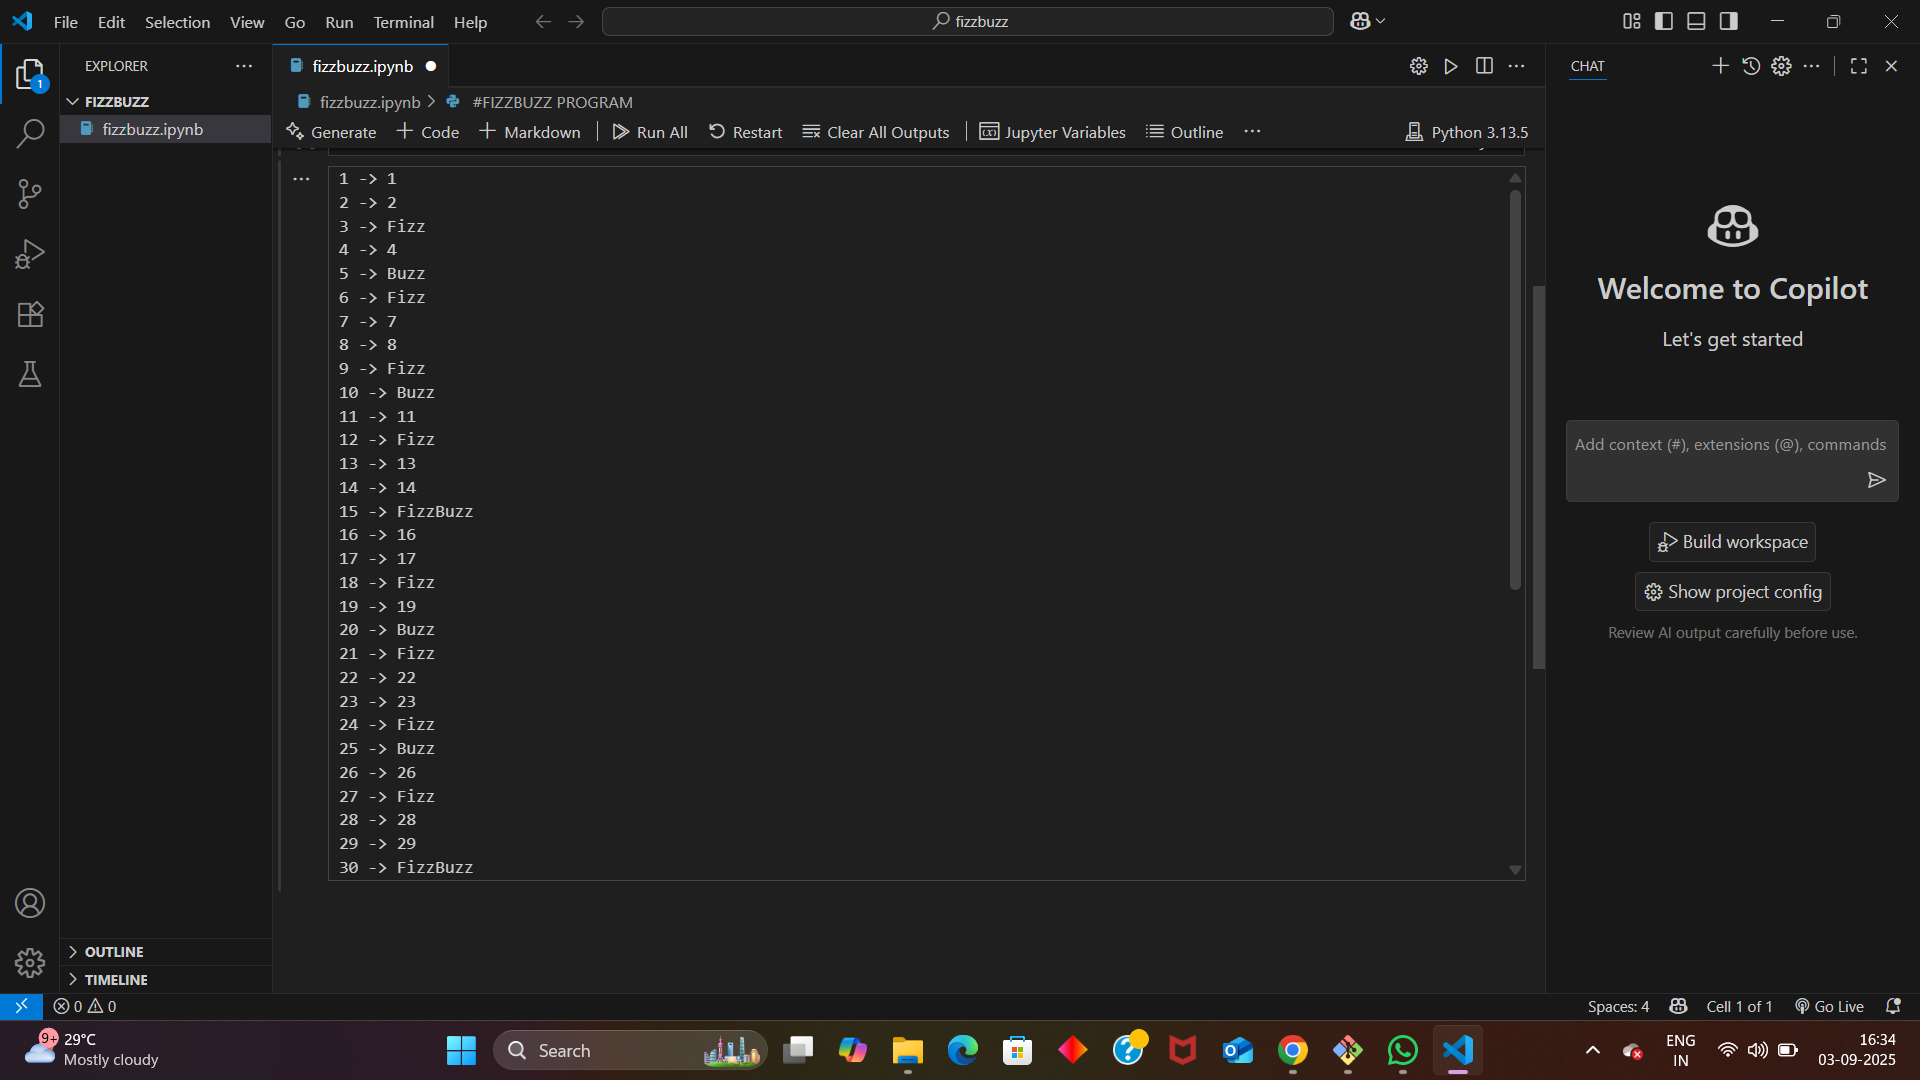 File Edit Selection View Go Run Terminal Help
fizzbuzz
EXPLORER
1
FIZZBUZZ
fizzbuzz.ipynb
OUTLINE
TIMELINE
fizzbuzz.ipynb
fizzbuzz.ipynb > #FIZZBUZZ PROGRAM
Generate + Code + Markdown Run All Restart Clear All Outputs Jupyter Variables Outline ... Python 3.13.5
1 -> 1
2 -> 2
3 -> Fizz
4 -> 4
5 -> Buzz
6 -> Fizz
7 -> 7
8 -> 8
9 -> Fizz
10 -> Buzz
11 -> 11
12 -> Fizz
13 -> 13
14 -> 14
15 -> FizzBuzz
16 -> 16
17 -> 17
18 -> Fizz
19 -> 19
20 -> Buzz
21 -> Fizz
22 -> 22
23 -> 23
24 -> Fizz
25 -> Buzz
26 -> 26
27 -> Fizz
28 -> 28
29 -> 29
30 -> FizzBuzz
CHAT
Welcome to Copilot
Let's get started
Add context (#), extensions (@), commands
Build workspace
Show project config
Review AI output carefully before use.
0 0
Spaces: 4 Cell 1 of 1 Go Live
9+ 29°C
Mostly cloudy
Search
ENG
IN
16:34
03-09-2025